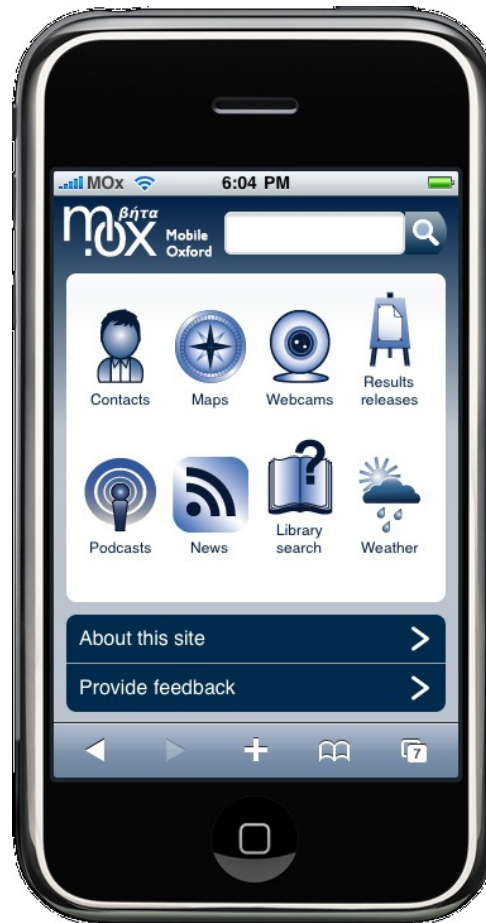 MOx 6:04 PM
mox βήτα Mobile
Oxford
Contacts Maps Webcams Results
releases
?
Podcasts News Library
search Weather
About this site
Provide feedback
7